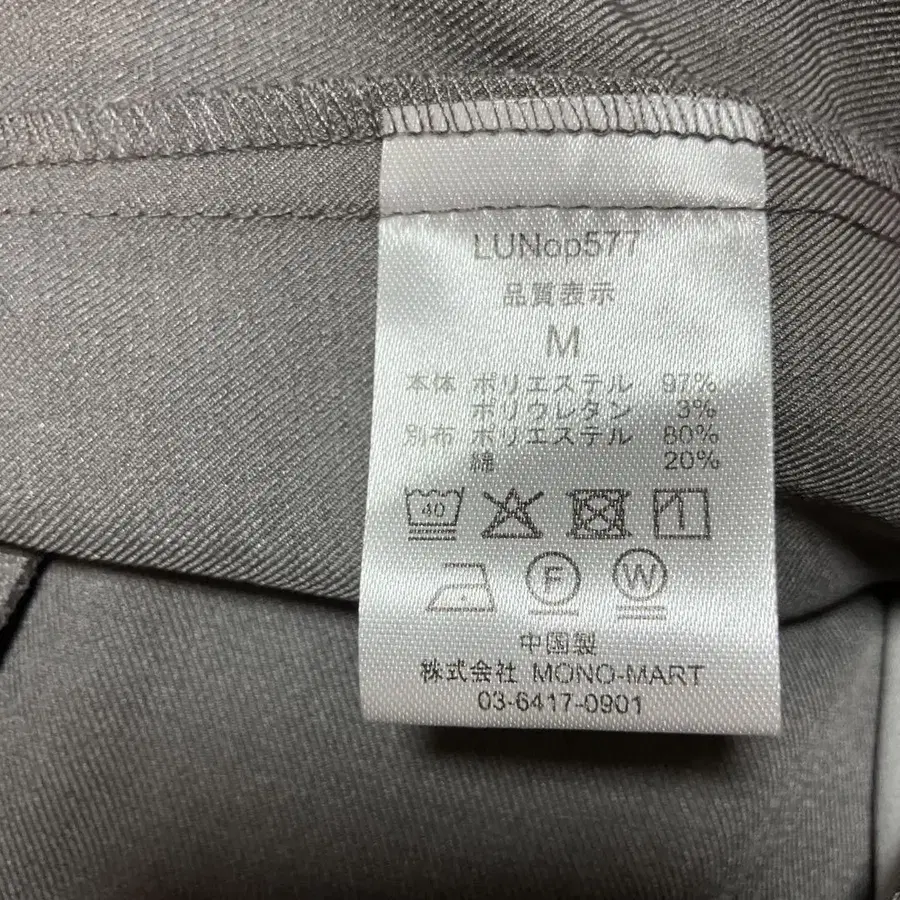 LUNop577
品質表示
M
本体 ポリエステル 97%
ポリウレタン 3%
別布 ポリエステル 80%
綿 20%
40
F W
中国製
株式会社 MONO-MART
03-6417-0901